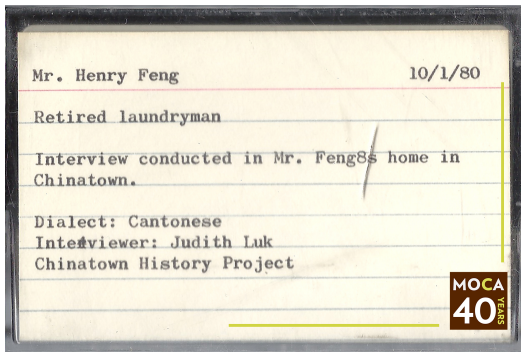 Mr. Henry Feng 10/1/80
Retired laundryman
Interview conducted in Mr. Feng8s home in
Chinatown.
Dialect: Cantonese
Interviewer: Judith Luk
Chinatown History Project
MOCA
40 YEARS